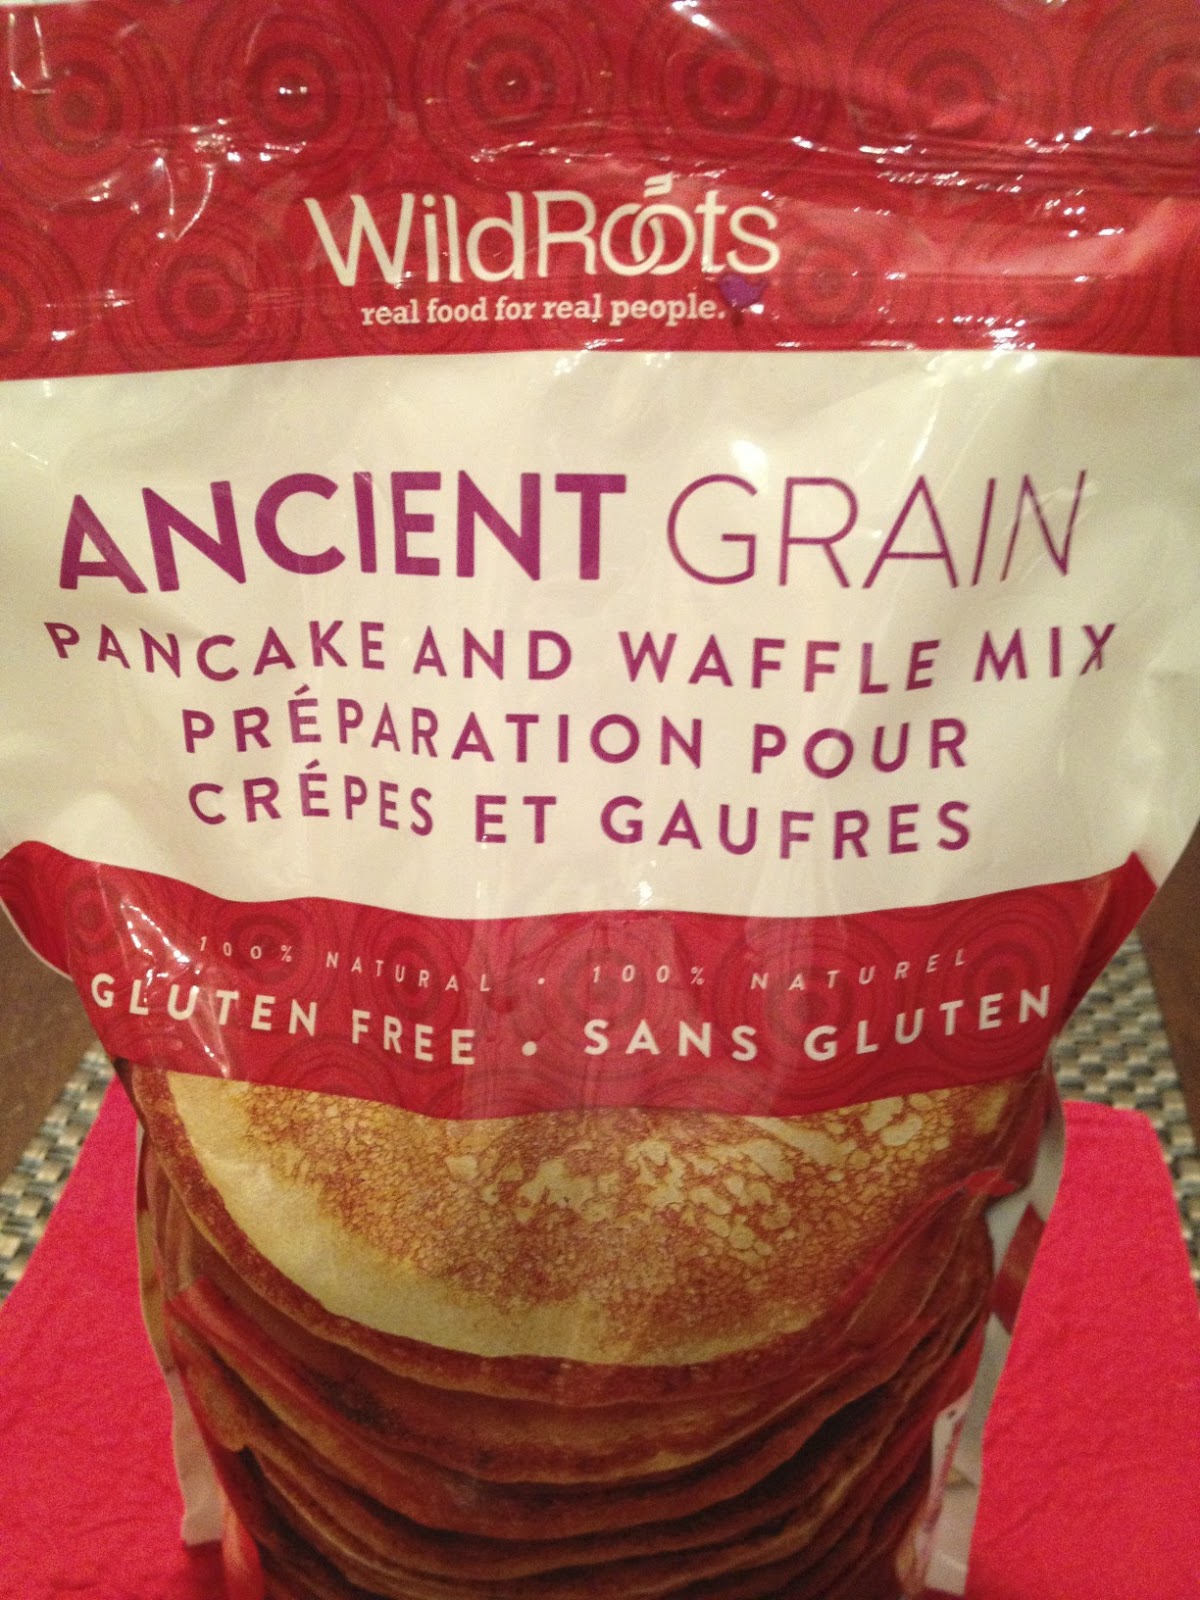 WildRoots
real food for real people.
ANCIENT GRAIN
PANCAKE AND WAFFLE MIX
PRÉPARATION POUR
CRÉPES ET GAUFRES
100% NATURAL • 100% NATUREL
GLUTEN FREE • SANS GLUTEN